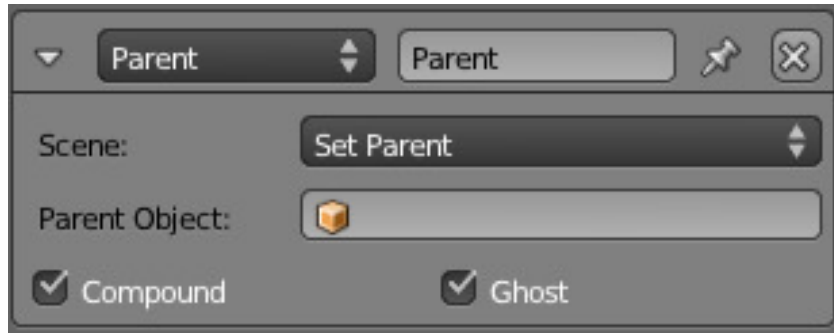 Parent Parent
Scene: Set Parent
Parent Object:
Compound Ghost